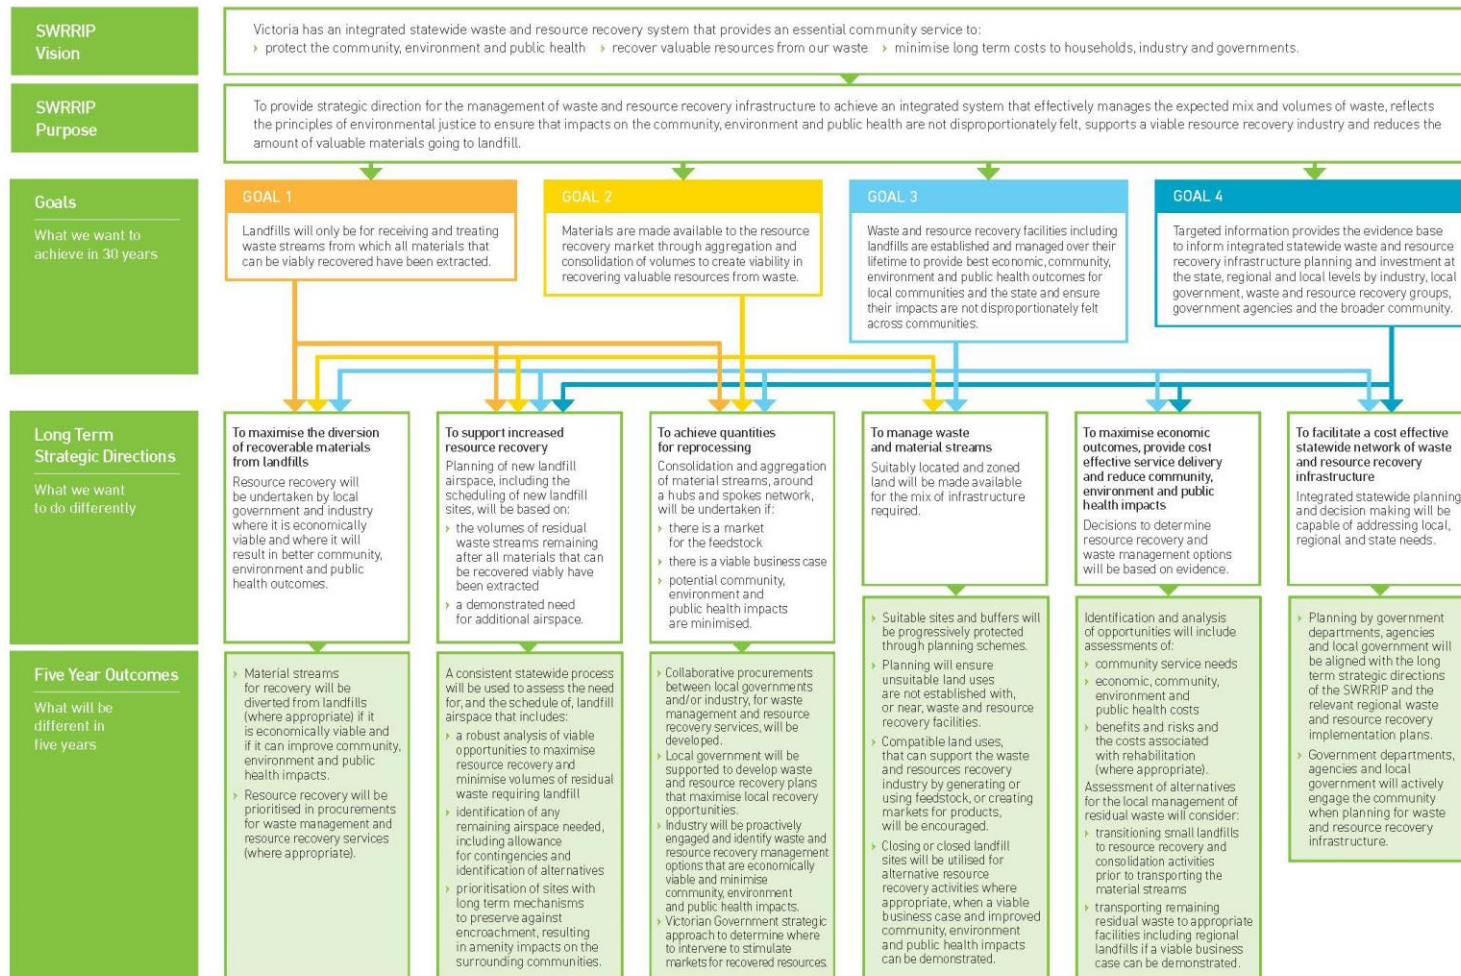 SWRRIP
Vision
Victoria has an integrated statewide waste and resource recovery system that provides an essential community service to:
› protect the community, environment and public health › recover valuable resources from our waste › minimise long term costs to households, industry and governments.
SWRRIP
Purpose
To provide strategic direction for the management of waste and resource recovery infrastructure to achieve an integrated system that effectively manages the expected mix and volumes of waste, reflects
the principles of environmental justice to ensure that impacts on the community, environment and public health are not disproportionately felt, supports a viable resource recovery industry and reduces the
amount of valuable materials going to landfill.
Goals
What we want to
achieve in 30 years
GOAL 1
Landfills will only be for receiving and treating
waste streams from which all materials that
can be viably recovered have been extracted.
GOAL 2
Materials are made available to the resource
recovery market through aggregation and
consolidation of volumes to create viability in
recovering valuable resources from waste.
GOAL 3
Waste and resource recovery facilities including
landfills are established and managed over their
lifetime to provide best economic, community,
environment and public health outcomes for
local communities and the state and ensure
their impacts are not disproportionately felt
across communities.
GOAL 4
Targeted information provides the evidence base
to inform integrated statewide waste and resource
recovery infrastructure planning and investment at
the state, regional and local levels by industry, local
government, waste and resource recovery groups,
government agencies and the broader community.
Long Term
Strategic Directions
What we want
to do differently
To maximise the diversion
of recoverable materials
from landfills
Resource recovery will
be undertaken by local
government and industry
where it is economically
viable and where it will
result in better community,
environment and public
health outcomes.
To support increased
resource recovery
Planning of new landfill
airspace, including the
scheduling of new landfill
sites, will be based on:
› the volumes of residual
waste streams remaining
after all materials that can
be recovered viably have
been extracted
› a demonstrated need
for additional airspace.
To achieve quantities
for reprocessing
Consolidation and aggregation
of material streams, around
a hubs and spokes network,
will be undertaken if:
› there is a market
for the feedstock
› there is a viable business case
› potential community,
environment and
public health impacts
are minimised.
To manage waste
and material streams
Suitably located and zoned
land will be made available
for the mix of infrastructure
required.
To maximise economic
outcomes, provide cost
effective service delivery
and reduce community,
environment and public
health impacts
Decisions to determine
resource recovery and
waste management options
will be based on evidence.
To facilitate a cost effective
statewide network of waste
and resource recovery
infrastructure
Integrated statewide planning
and decision making will be
capable of addressing local,
regional and state needs.
Five Year Outcomes
What will be
different in
five years
› Material streams
for recovery will be
diverted from landfills
(where appropriate) if it
is economically viable and
if it can improve community,
environment and public
health impacts.
› Resource recovery will be
prioritised in procurements
for waste management and
resource recovery services
(where appropriate).
A consistent statewide process
will be used to assess the need
for, and the schedule of, landfill
airspace that includes:
› a robust analysis of viable
opportunities to maximise
resource recovery and
minimise volumes of residual
waste requiring landfill
› identification of any
remaining airspace needed,
including allowance
for contingencies and
identification of alternatives
› prioritisation of sites with
long term mechanisms
to preserve against
encroachment, resulting
in amenity impacts on the
surrounding communities.
› Collaborative procurements
between local governments
and/or industry, for waste
management and resource
recovery services, will be
developed.
› Local government will be
supported to develop waste
and resource recovery plans
that maximise local recovery
opportunities.
› Industry will be proactively
engaged and identify waste and
resource recovery management
options that are economically
viable and minimise
community, environment
and public health impacts.
› Victorian Government strategic
approach to determine where
to intervene to stimulate
markets for recovered resources.
› Suitable sites and buffers will
be progressively protected
through planning schemes.
› Planning will ensure
unsuitable land uses
are not established with,
or near, waste and resource
recovery facilities.
› Compatible land uses,
that can support the waste
and resources recovery
industry by generating or
using feedstock, or creating
markets for products,
will be encouraged.
› Closing or closed landfill
sites will be utilised for
alternative resource
recovery activities where
appropriate, when a viable
business case and improved
community, environment
and public health impacts
can be demonstrated.
Identification and analysis
of opportunities will include
assessments of:
› community service needs
› economic, community,
environment and
public health costs
› benefits and risks and
the costs associated
with rehabilitation
(where appropriate).
Assessment of alternatives
for the local management of
residual waste will consider:
› transitioning small landfills
to resource recovery and
consolidation activities
prior to transporting the
material streams
› transporting remaining
residual waste to appropriate
facilities including regional
landfills if a viable business
case can be demonstrated.
› Planning by government
departments, agencies
and local government will
be aligned with the long
term strategic directions
of the SWRRIP and the
relevant regional waste
and resource recovery
implementation plans.
› Government departments,
agencies and local
government will actively
engage the community
when planning for waste
and resource recovery
infrastructure.